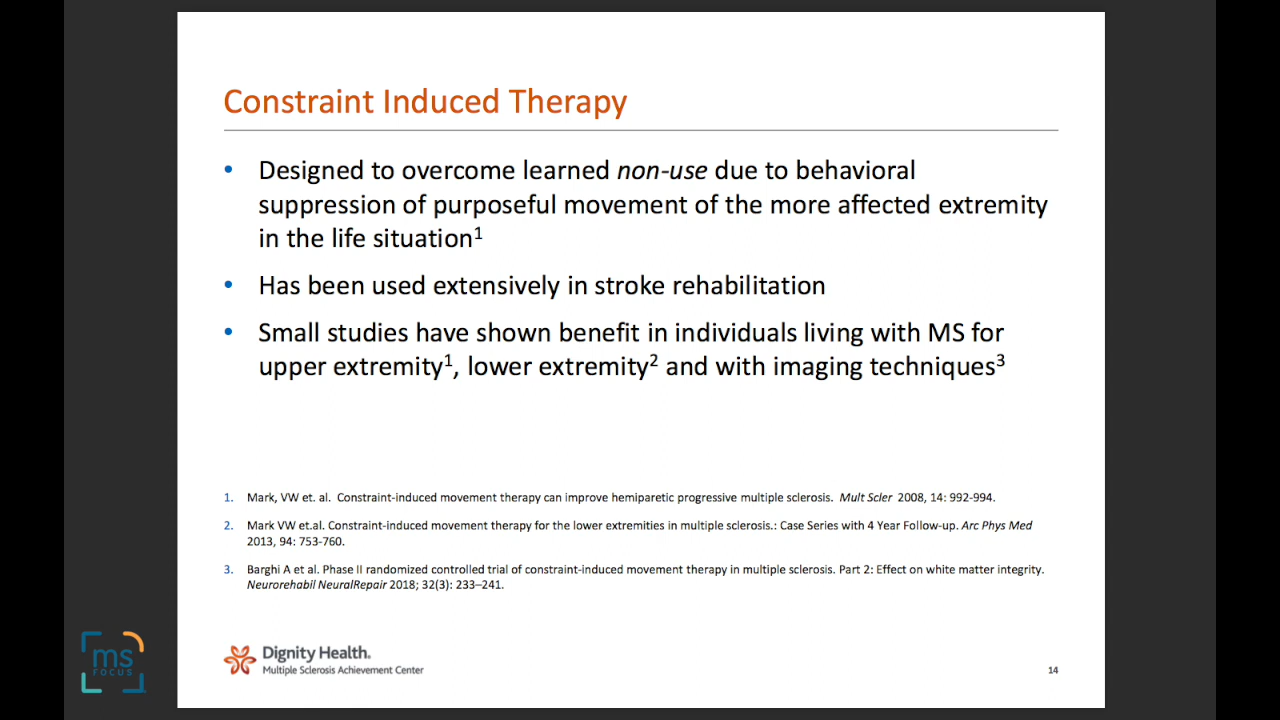 Constraint Induced Therapy
• Designed to overcome learned non-use due to behavioral
suppression of purposeful movement of the more affected extremity
in the life situation1
• Has been used extensively in stroke rehabilitation
• Small studies have shown benefit in individuals living with MS for
upper extremity1, lower extremity2 and with imaging techniques3
1. Mark, VW et. al. Constraint-induced movement therapy can improve hemiparetic progressive multiple sclerosis. Mult Scler 2008, 14: 992-994.
2. Mark VW et.al. Constraint-induced movement therapy for the lower extremities in multiple sclerosis.: Case Series with 4 Year Follow-up. Arc Phys Med
2013, 94: 753-760.
3. Barghi A et al. Phase II randomized controlled trial of constraint-induced movement therapy in multiple sclerosis. Part 2: Effect on white matter integrity.
Neurorehabil NeuralRepair 2018; 32(3): 233–241.
ms
FOCUS
Dignity Health.
Multiple Sclerosis Achievement Center
14